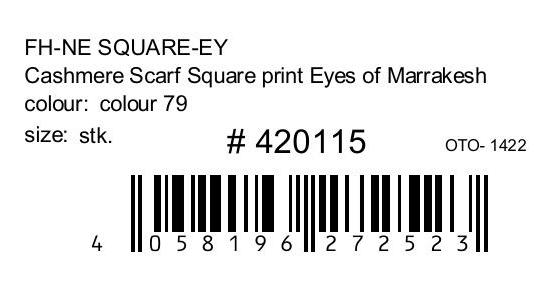 FH-NE SQUARE-EY
Cashmere Scarf Square print Eyes of Marrakesh
colour: colour 79
size: stk.
# 420115
OTO- 1422
4 058196 272523